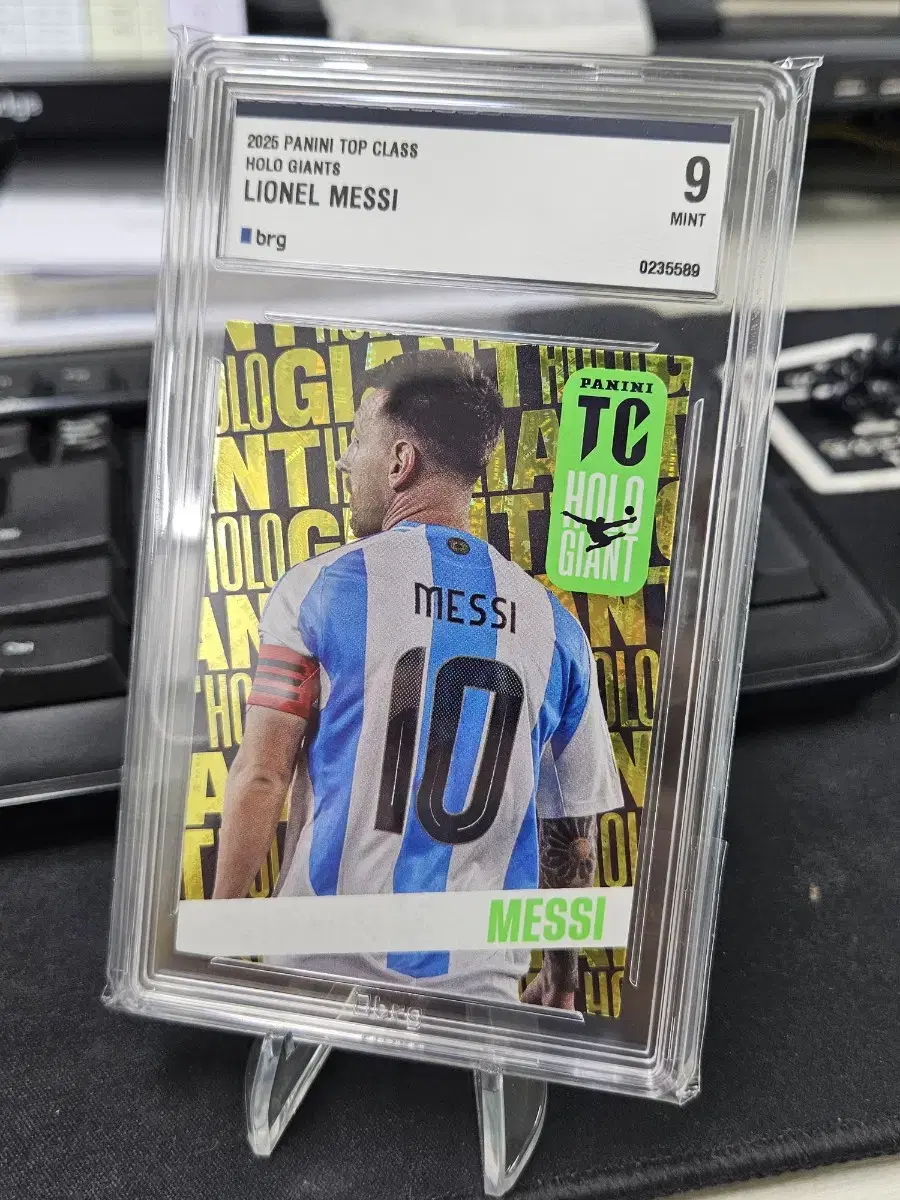 2025 PANINI TOP CLASS
HOLO GIANTS
LIONEL MESSI
brg
9
MINT
0235589
PANINI
TC
HOLO
GIANT
MESSI
10
MESSI
brg